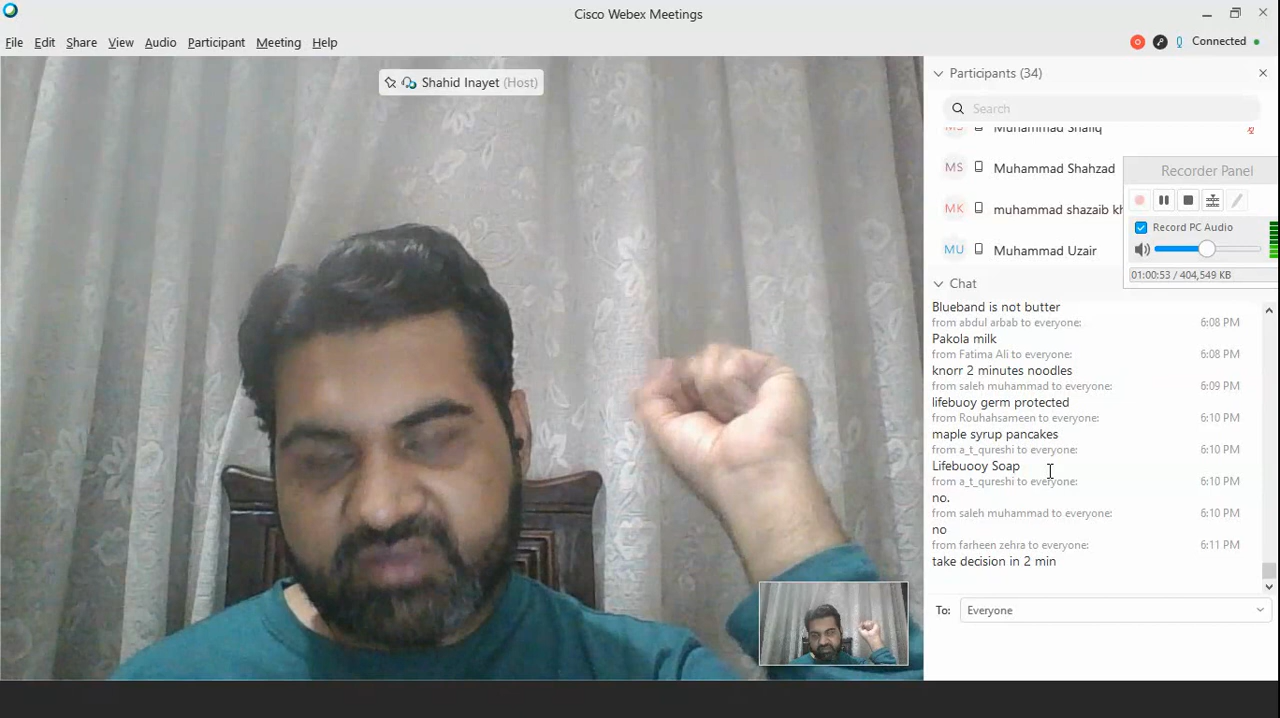 Cisco Webex Meetings
File Edit Share View Audio Participant Meeting Help
Connected
Shahid Inayet (Host)
Participants (34)
Search
Muhammad Shafiq
MS Muhammad Shahzad
MK muhammad shazaib kh
MU Muhammad Uzair
Recorder Panel
Record PC Audio
01:00:53 / 404,549 KB
Chat
Blueband is not butter
from abdul arbab to everyone: 6:08 PM
Pakola milk
from Fatima Ali to everyone: 6:08 PM
knorr 2 minutes noodles
from saleh muhammad to everyone: 6:09 PM
lifebuoy germ protected
from Rouhahsameen to everyone: 6:10 PM
maple syrup pancakes
from a_t_qureshi to everyone: 6:10 PM
Lifebuooy Soap
from a_t_qureshi to everyone: 6:10 PM
no.
from saleh muhammad to everyone: 6:10 PM
no
from farheen zehra to everyone: 6:11 PM
take decision in 2 min
To: Everyone